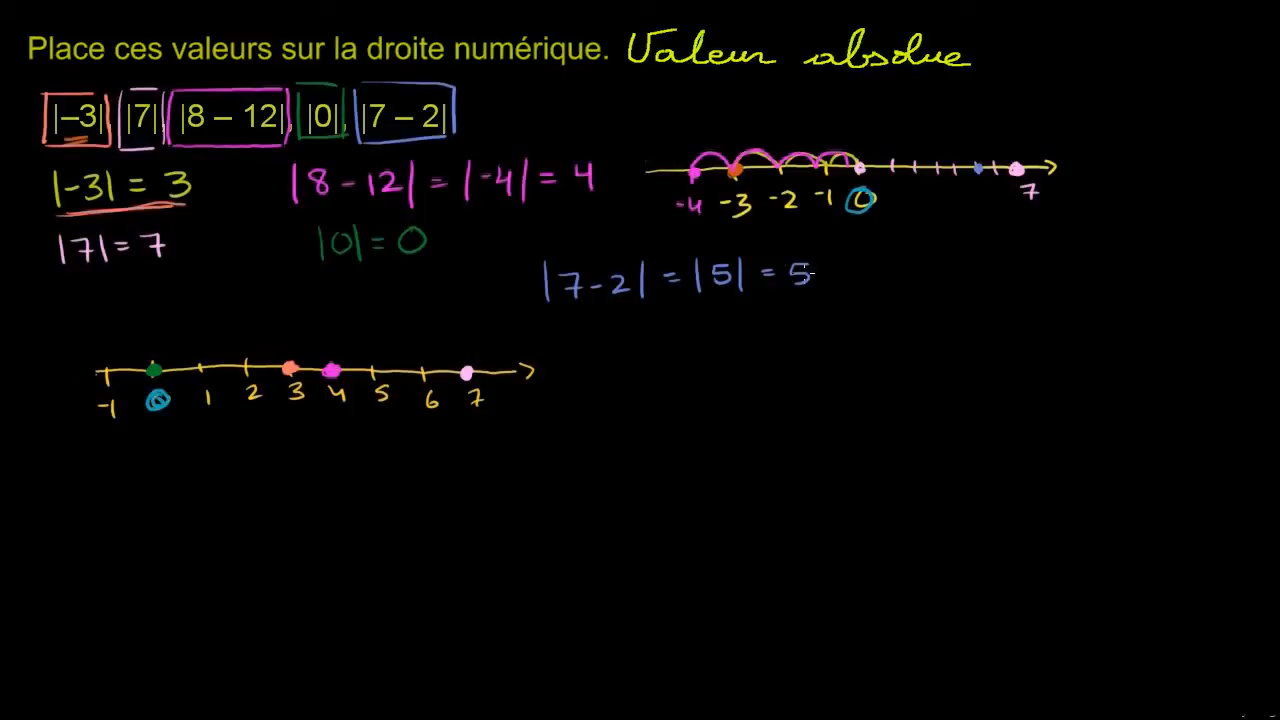 Place ces valeurs sur la droite numérique. Valeur absolue
|–3|, |7|, |8 – 12|, |0|, |7 – 2|
|-3| = 3
|8-12| = |-4| = 4
-4 -3 -2 -1 0 7
|7| = 7
|0| = 0
|7-2| = |5| = 5
-1 0 1 2 3 4 5 6 7